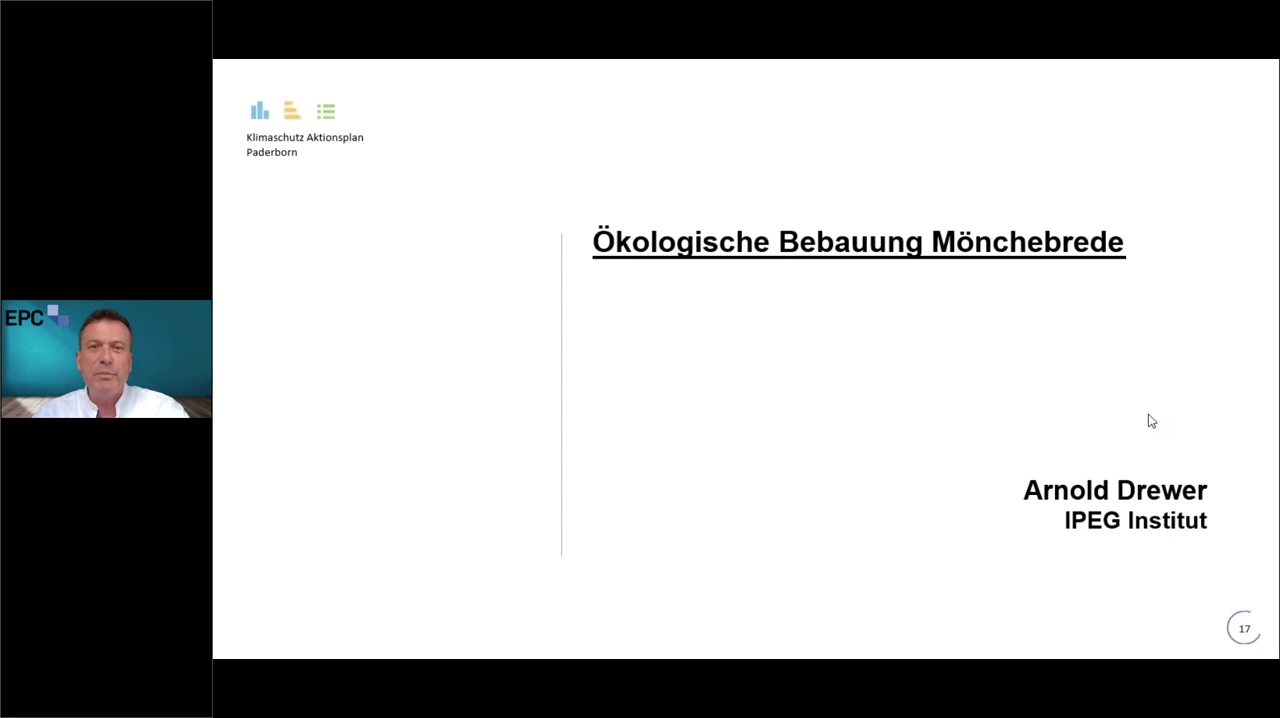 Klimaschutz Aktionsplan
Paderborn
Ökologische Bebauung Mönchebrede
EPC
Arnold Drewer
IPEG Institut
17